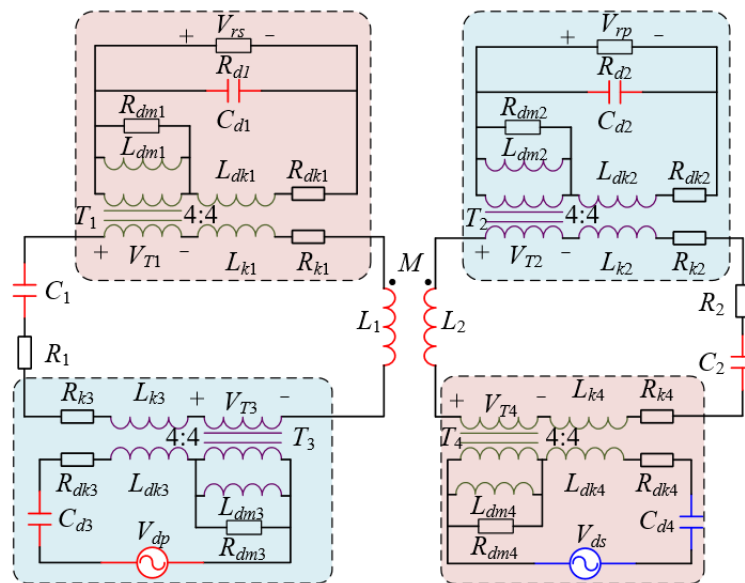 + V_rs −
R_d1
C_d1
R_dm1
L_dm1
L_dk1
R_dk1
T_1
4:4
+ V_T1 −
L_k1
R_k1
+ V_rp −
R_d2
C_d2
R_dm2
L_dm2
L_dk2
R_dk2
T_2
4:4
+ V_T2 −
L_k2
R_k2
C_1
R_1
L_1
M
L_2
R_2
C_2
R_k3
L_k3
+ V_T3 −
4:4
T_3
R_dk3
L_dk3
L_dm3
R_dm3
C_d3
V_dp
+ V_T4 −
L_k4
R_k4
T_4
4:4
L_dm4
R_dm4
L_dk4
R_dk4
C_d4
V_ds